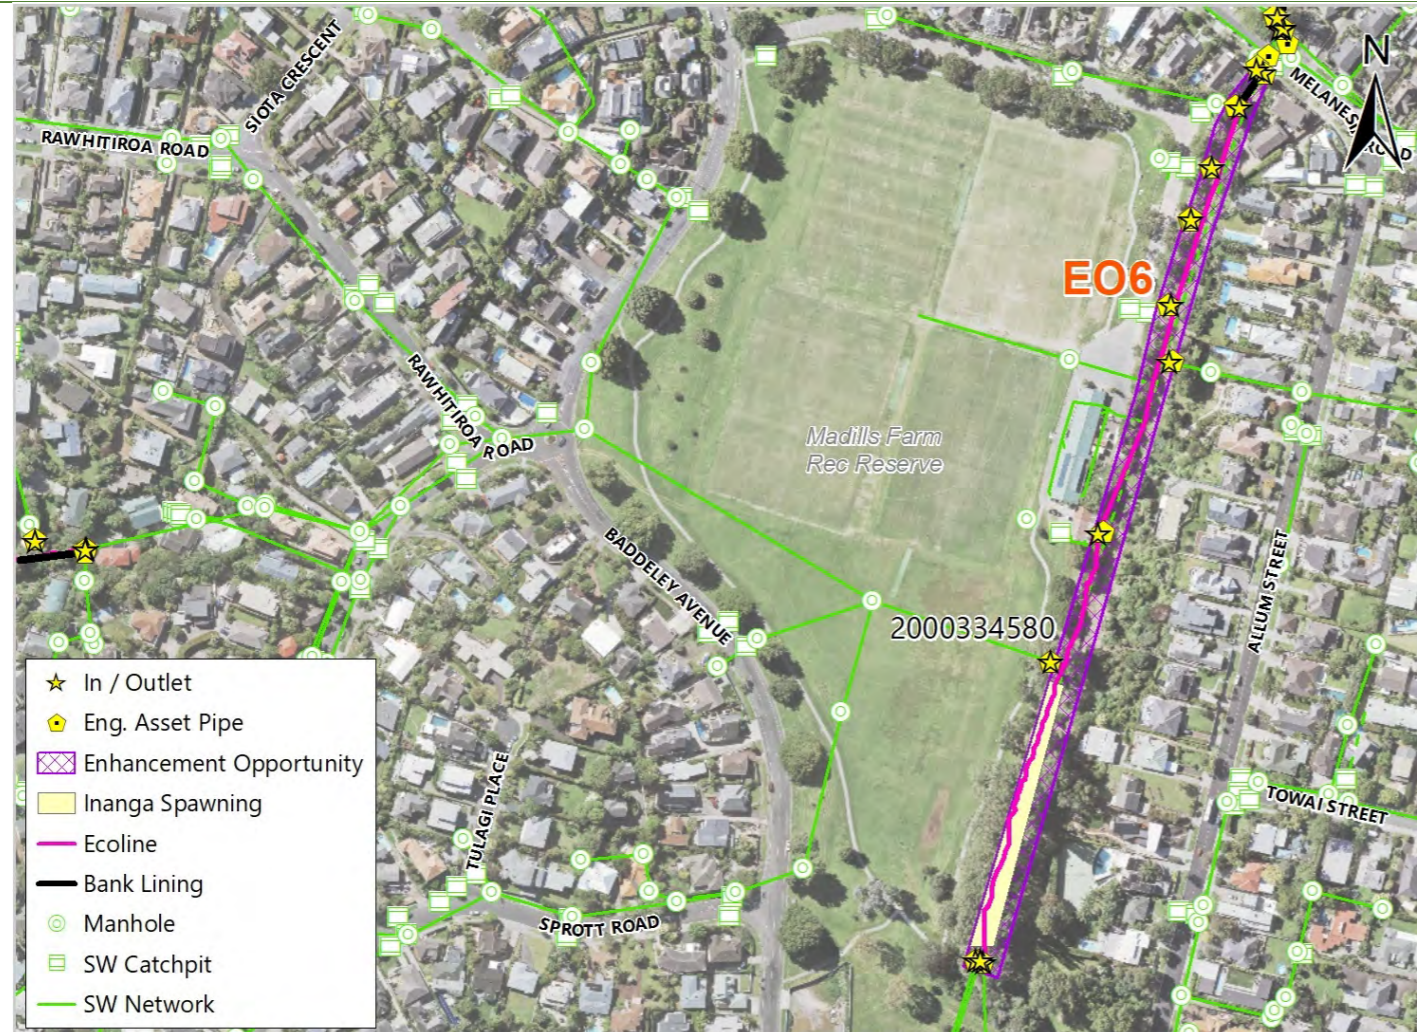 N
SIOTA CRESCENT
RAWHITIROA ROAD
MELANESI
ROAD
EO6
RAWHITIROA ROAD
Madills Farm
Rec Reserve
BADDELEY AVENUE
ALLUM STREET
2000334580
TULAGI PLACE
TOWAI STREET
SPROTT ROAD
In / Outlet
Eng. Asset Pipe
Enhancement Opportunity
Inanga Spawning
Ecoline
Bank Lining
Manhole
SW Catchpit
SW Network